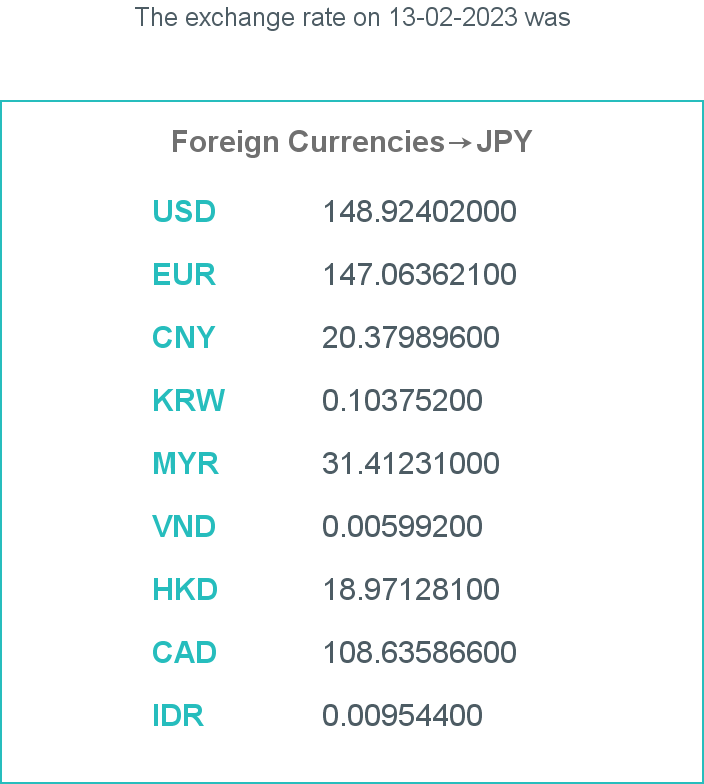 The exchange rate on 13-02-2023 was
Foreign Currencies→JPY
USD 148.92402000
EUR 147.06362100
CNY 20.37989600
KRW 0.10375200
MYR 31.41231000
VND 0.00599200
HKD 18.97128100
CAD 108.63586600
IDR 0.00954400